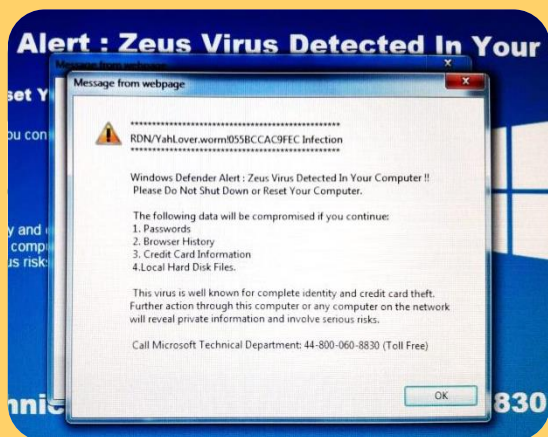 Alert : Zeus Virus Detected In Your
Message from webpage
x
Message from webpage
x
set Y
ou con
****************************************
RDN/YahLover.worm!055BCCAC9FEC Infection
****************************************
Windows Defender Alert : Zeus Virus Detected In Your Computer !!
Please Do Not Shut Down or Reset Your Computer.
The following data will be compromised if you continue:
1. Passwords
2. Browser History
3. Credit Card Information
4.Local Hard Disk Files.
y and
comp
us risk
This virus is well known for complete identity and credit card theft.
Further action through this computer or any computer on the network
will reveal private information and involve serious risks.
Call Microsoft Technical Department: 44-800-060-8830 (Toll Free)
OK
hnic
830